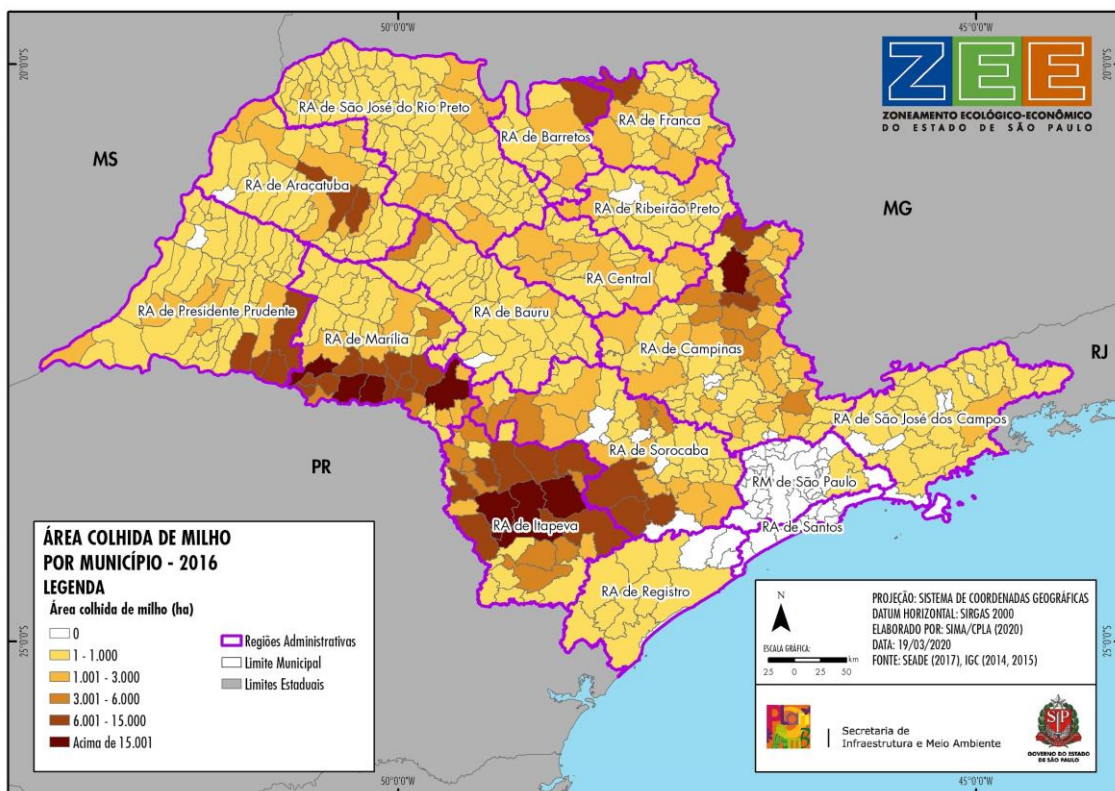 50°0'0"W
45°0'0"W
20°0'0"S
20°0'0"S
ZEE
ZONEAMENTO ECOLÓGICO-ECONÔMICO
DO ESTADO DE SÃO PAULO
RA de São José do Rio Preto
RA de Barretos
RA de Franca
MS
RA de Araçatuba
RA de Ribeirão Preto
MG
RA Central
RA de Presidente Prudente
RA de Marília
RA de Bauru
RA de Campinas
RJ
RA de São José dos Campos
PR
RA de Sorocaba
RM de São Paulo
RA de Itapeva
RA de Santos
RA de Registro
ÁREA COLHIDA DE MILHO
POR MUNICÍPIO - 2016
LEGENDA
Área colhida de milho (ha)
0
1 - 1.000
1.001 - 3.000
3.001 - 6.000
6.001 - 15.000
Acima de 15.001
Regiões Administrativas
Limite Municipal
Limites Estaduais
N
ESCALA GRÁFICA:
25 0 25 50 km
PROJEÇÃO: SISTEMA DE COORDENADAS GEOGRÁFICAS
DATUM HORIZONTAL: SIRGAS 2000
ELABORADO POR: SIMA/CPLA (2020)
DATA: 19/03/2020
FONTE: SEADE (2017), IGC (2014, 2015)
Secretaria de
Infraestrutura e Meio Ambiente
SP
GOVERNO DO ESTADO
DE SÃO PAULO
25°0'0"S
25°0'0"S
50°0'0"W
45°0'0"W